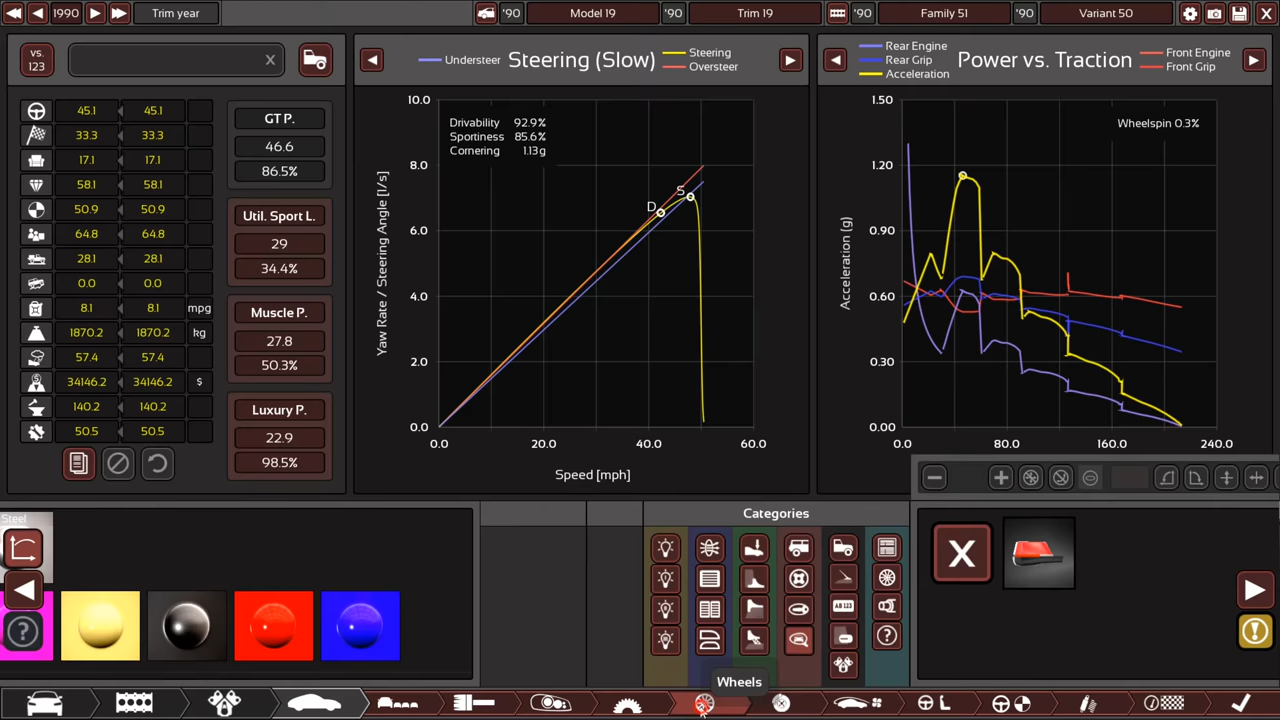 1990
Trim year
'90
Model 19
'90
Trim 19
'90
Family 51
'90
Variant 50
vs.
123
x
45.1 45.1
33.3 33.3
17.1 17.1
58.1 58.1
50.9 50.9
64.8 64.8
28.1 28.1
0.0 0.0
8.1 8.1 mpg
1870.2 1870.2 kg
57.4 57.4
34146.2 34146.2 $
140.2 140.2
50.5 50.5
GT P.
46.6
86.5%
Util. Sport L.
29
34.4%
Muscle P.
27.8
50.3%
Luxury P.
22.9
98.5%
Understeer
Steering (Slow)
Steering
Oversteer
10.0
8.0
6.0
4.0
2.0
0.0 20.0 40.0 60.0
Yaw Rate / Steering Angle [1/s]
Drivability 92.9%
Sportiness 85.6%
Cornering 1.13g
D
S
Speed [mph]
Rear Engine
Rear Grip
Acceleration
Power vs. Traction
Front Engine
Front Grip
1.50
1.20
0.90
0.60
0.30
0.00
0.0 80.0 160.0 240.0
Acceleration [g]
Wheelspin 0.3%
Steel
Categories
AB 123
Wheels